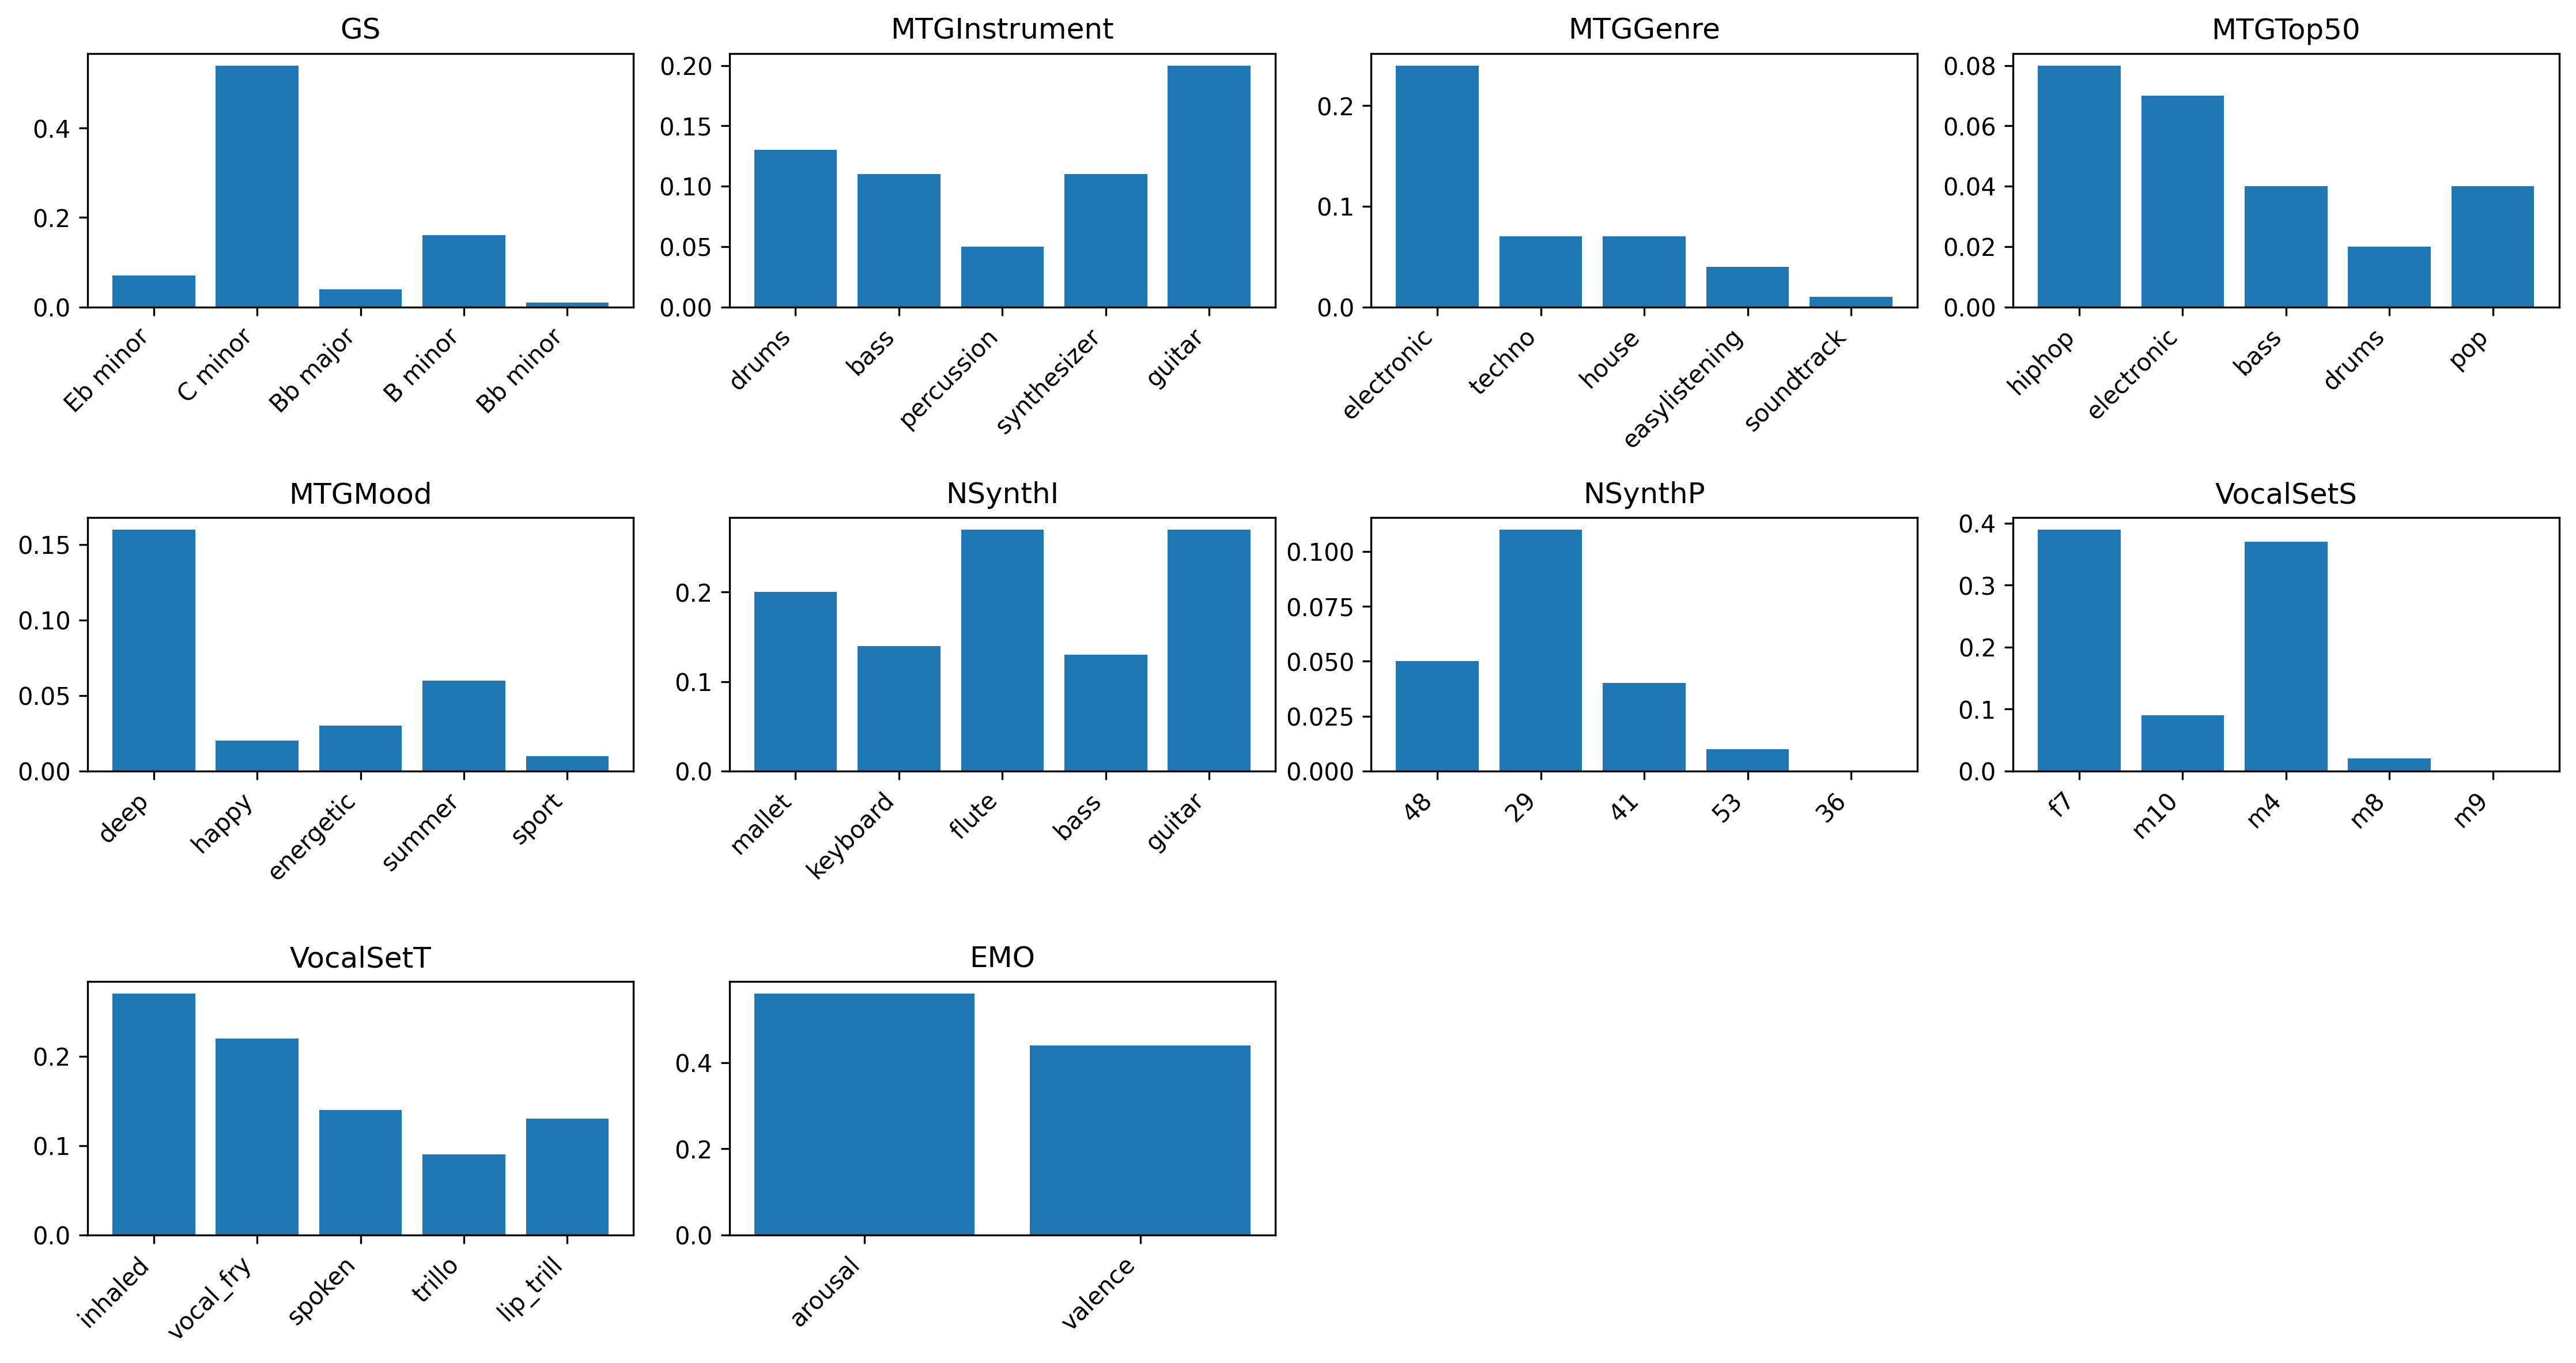 GS
0.4
0.2
0.0
Eb minor
C minor
Bb major
B minor
Bb minor
MTGInstrument
0.20
0.15
0.10
0.05
0.00
drums
bass
percussion
synthesizer
guitar
MTGGenre
0.2
0.1
0.0
electronic
techno
house
easylistening
soundtrack
MTGTop50
0.08
0.06
0.04
0.02
0.00
hiphop
electronic
bass
drums
pop
MTGMood
0.15
0.10
0.05
0.00
deep
happy
energetic
summer
sport
NSynthI
0.2
0.1
0.0
mallet
keyboard
flute
bass
guitar
NSynthP
0.100
0.075
0.050
0.025
0.000
48
29
41
53
36
VocalSetS
0.4
0.3
0.2
0.1
0.0
f7
m10
m4
m8
m9
VocalSetT
0.2
0.1
0.0
inhaled
vocal_fry
spoken
trillo
lip_trill
EMO
0.4
0.2
0.0
arousal
valence